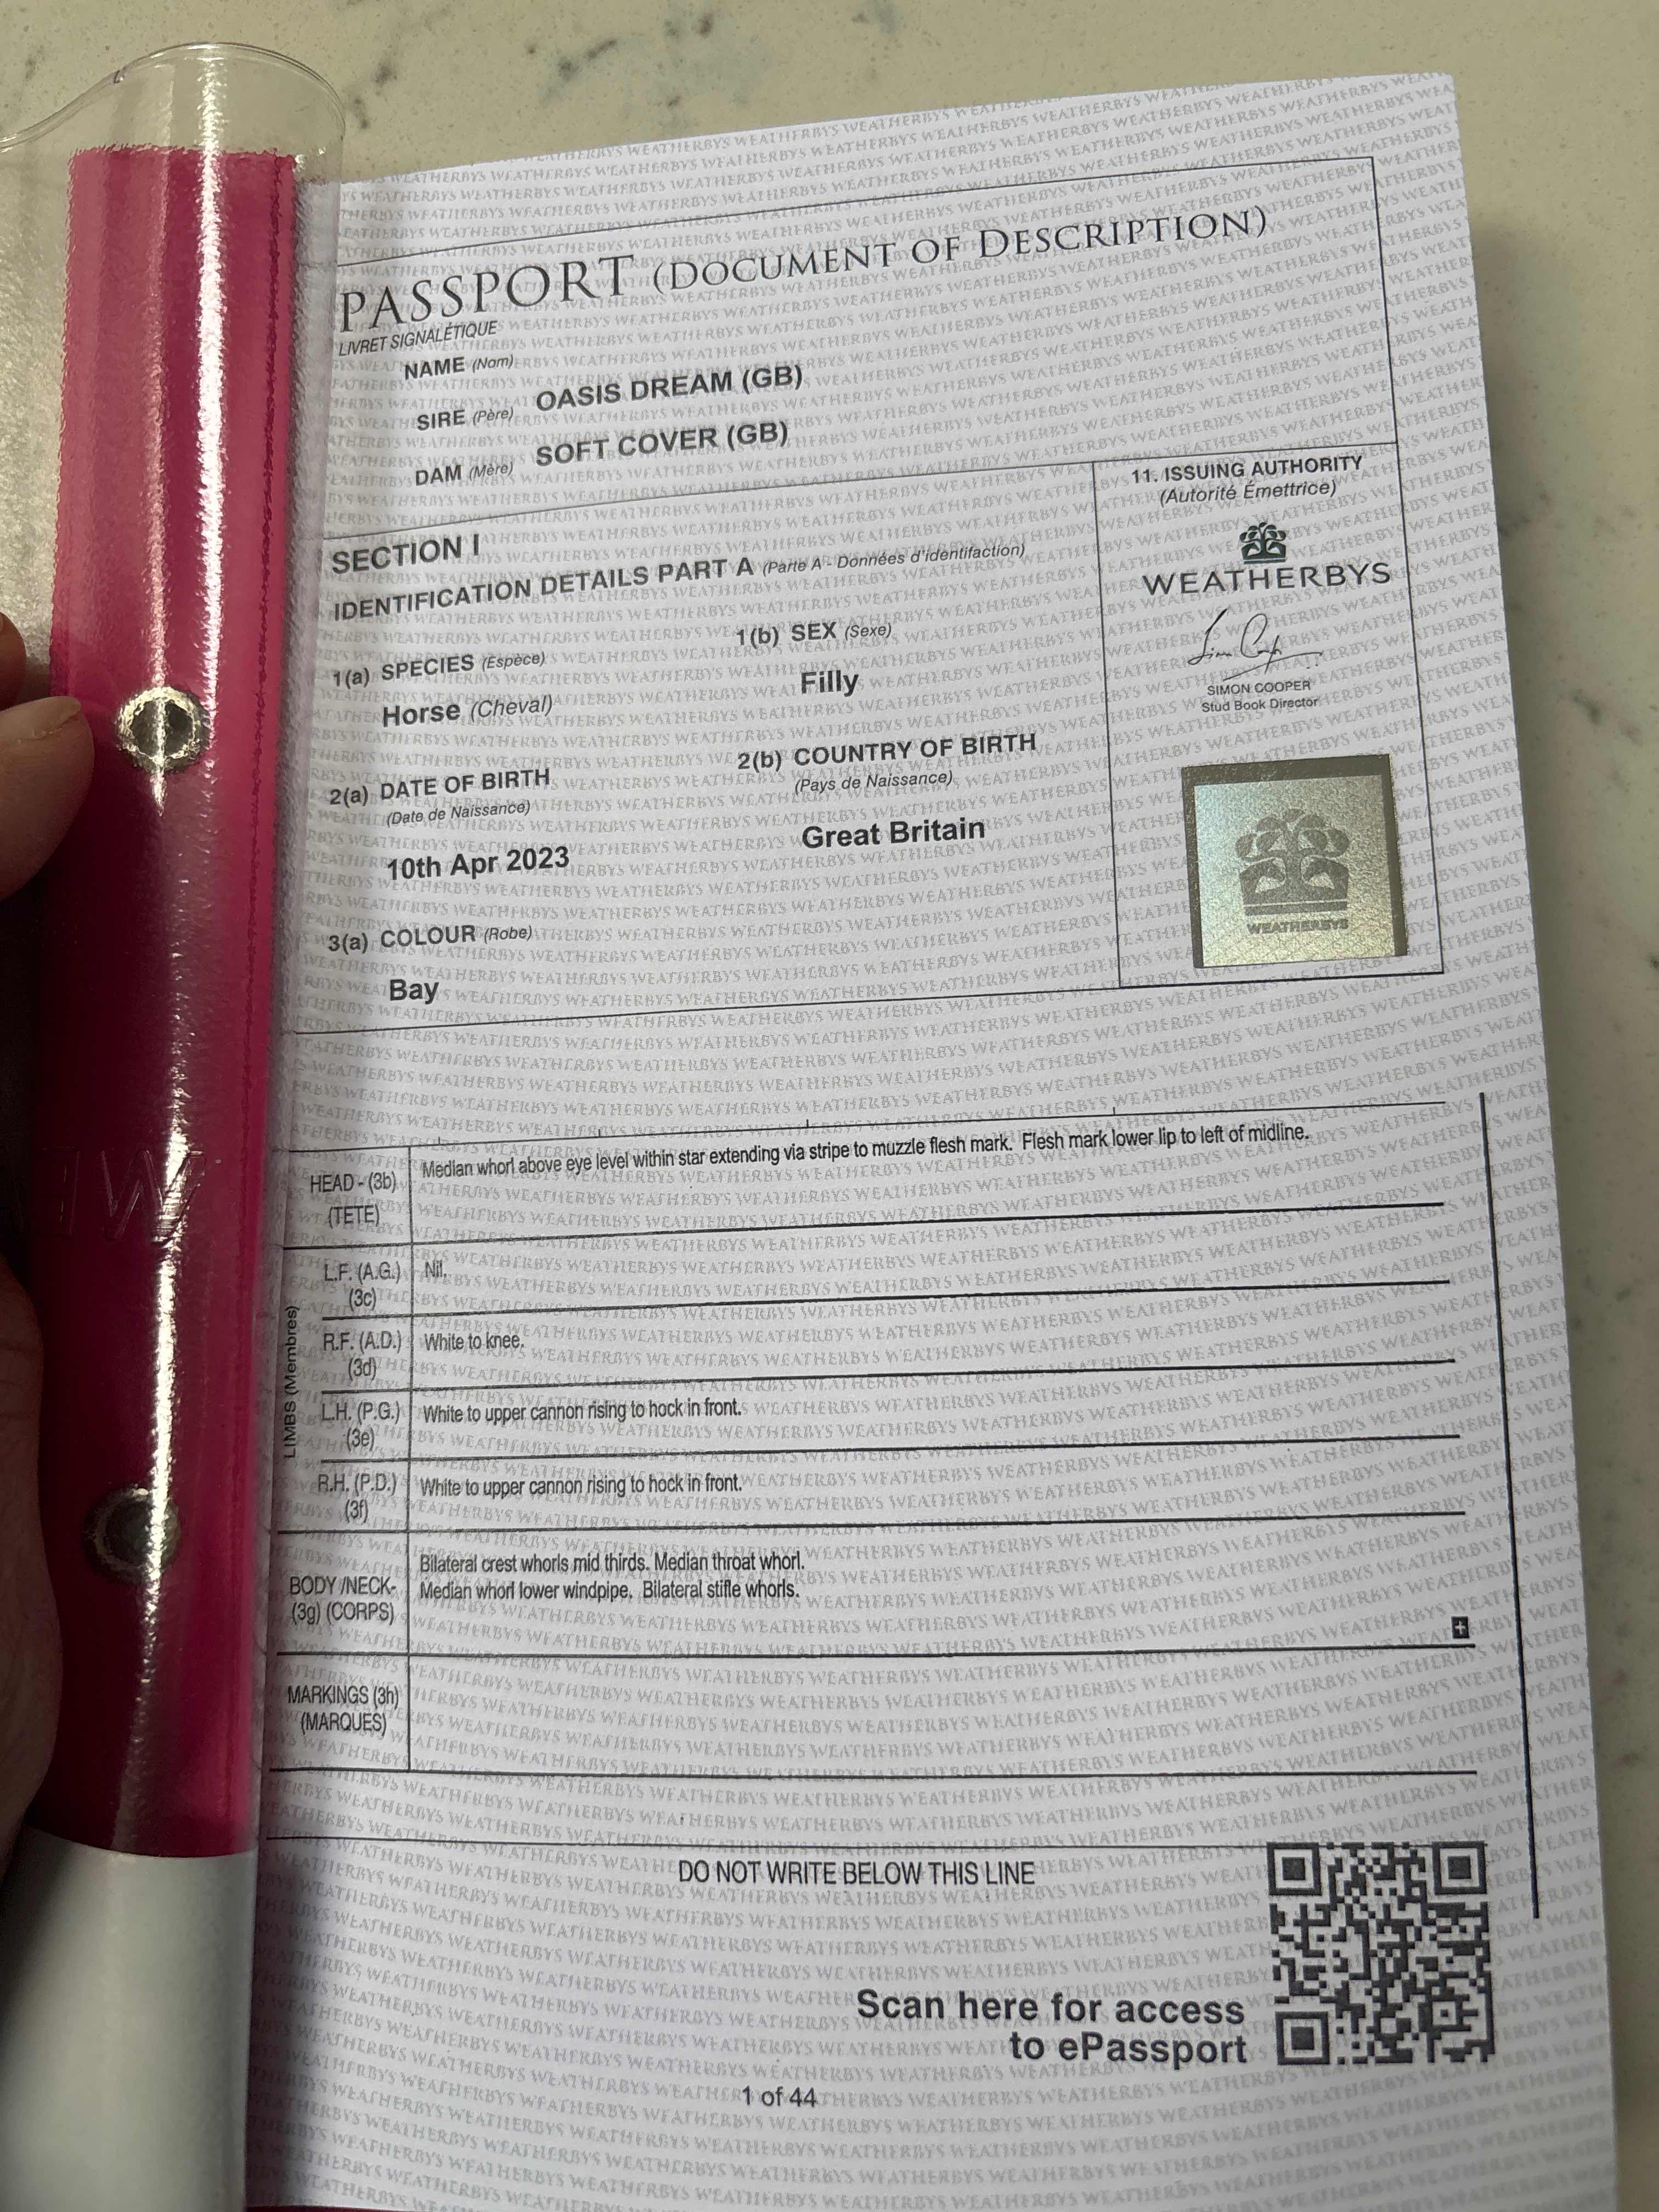 PASSPORT (DOCUMENT OF DESCRIPTION)
LIVRET SIGNALÉTIQUE
NAME (Nom)
SIRE (Père) OASIS DREAM (GB)
DAM (Mère) SOFT COVER (GB)
SECTION I
IDENTIFICATION DETAILS PART A (Parte A - Données d'identifaction)
1(a) SPECIES (Espèce)
Horse (Cheval)
1(b) SEX (Sexe)
Filly
2(a) DATE OF BIRTH
(Date de Naissance)
10th Apr 2023
2(b) COUNTRY OF BIRTH
(Pays de Naissance)
Great Britain
3(a) COLOUR (Robe)
Bay
11. ISSUING AUTHORITY
(Autorité Émettrice)
WEATHERBYS
SIMON COOPER
Stud Book Director
WEATHERBYS
HEAD - (3b)
(TETE)
Median whorl above eye level within star extending via stripe to muzzle flesh mark. Flesh mark lower lip to left of midline.
LIMBS (Membres)
L.F. (A.G.) Nil.
(3c)
R.F. (A.D.) White to knee.
(3d)
L.H. (P.G.) White to upper cannon rising to hock in front.
(3e)
R.H. (P.D.) White to upper cannon rising to hock in front.
(3f)
BODY /NECK-
(3g) (CORPS)
Bilateral crest whorls mid thirds. Median throat whorl.
Median whorl lower windpipe. Bilateral stifle whorls.
MARKINGS (3h)
(MARQUES)
DO NOT WRITE BELOW THIS LINE
Scan here for access
to ePassport
1 of 44